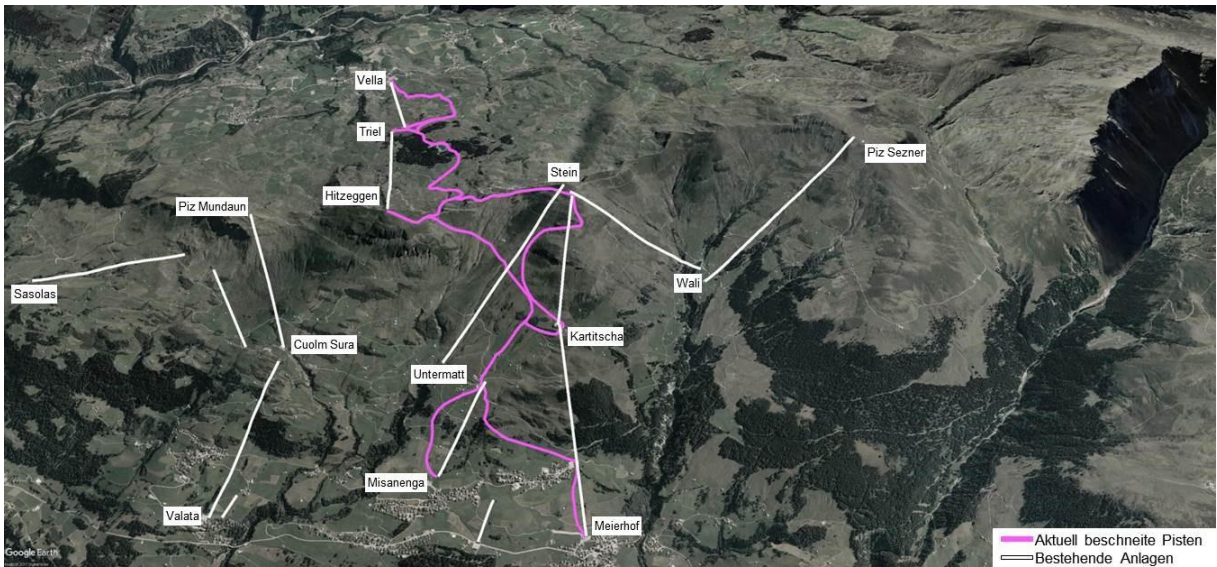 Vella
Triel
Piz Sezner
Stein
Hitzeggen
Piz Mundaun
Wali
Sasolas
Kartitscha
Cuolm Sura
Untermatt
Misanenga
Valata
Meierhof
Google Earth
Aktuell beschneite Pisten
Bestehende Anlagen